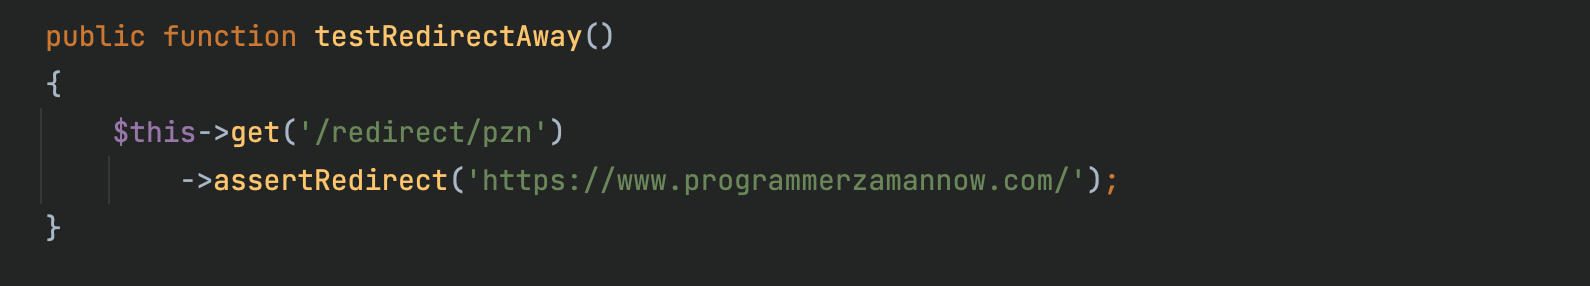 public function testRedirectAway()
{
    $this->get('/redirect/pzn')
        ->assertRedirect('https://www.programmerzamannow.com/');
}